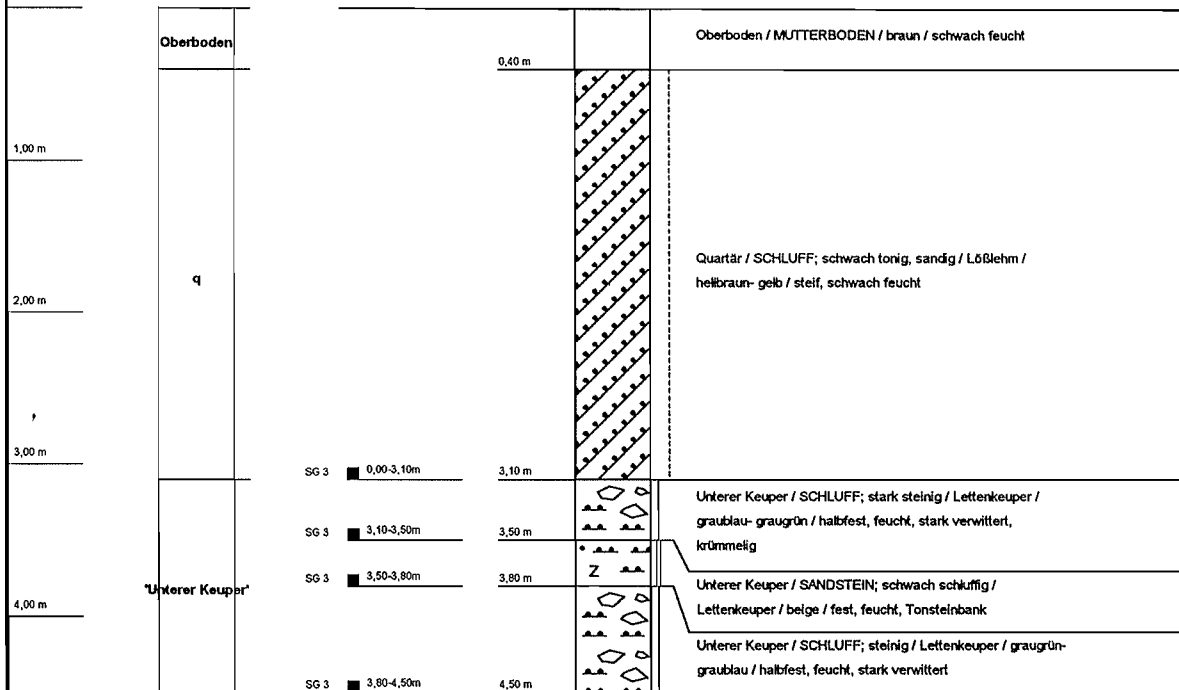 Oberboden
Oberboden / MUTTERBODEN / braun / schwach feucht
0,40 m
1,00 m
q
Quartär / SCHLUFF; schwach tonig, sandig / Lößlehm /
hellbraun- gelb / steif, schwach feucht
2,00 m
3,00 m
SG 3 0,00-3,10m 3,10 m
Unterer Keuper / SCHLUFF; stark steinig / Lettenkeuper /
graublau- graugrün / halbfest, feucht, stark verwittert,
krümmelig
SG 3 3,10-3,50m 3,50 m
Z
SG 3 3,50-3,80m 3,80 m
"Unterer Keuper"
Unterer Keuper / SANDSTEIN; schwach schluffig /
Lettenkeuper / beige / fest, feucht, Tonsteinbank
4,00 m
Unterer Keuper / SCHLUFF; steinig / Lettenkeuper / graugrün-
graublau / halbfest, feucht, stark verwittert
SG 3 3,80-4,50m 4,50 m